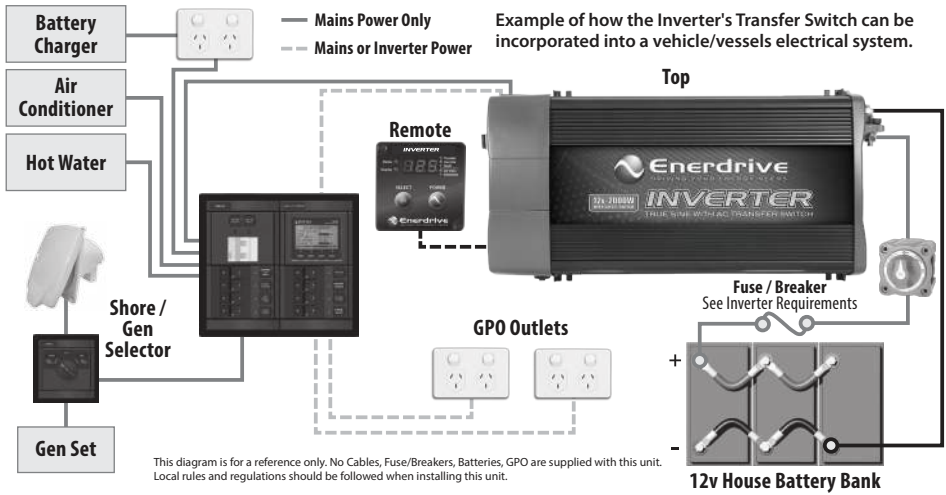 Battery
Charger
Mains Power Only
Mains or Inverter Power
Example of how the Inverter's Transfer Switch can be
incorporated into a vehicle/vessels electrical system.
Air
Conditioner
Top
Remote
INVERTER
SELECT
POWER
Enerdrive
Hot Water
Enerdrive
12v-2000W
INVERTER
TRUE SINE WITH AC TRANSFER SWITCH
Shore /
Gen
Selector
Fuse / Breaker
See Inverter Requirements
GPO Outlets
+
-
Gen Set
This diagram is for a reference only. No Cables, Fuse/Breakers, Batteries, GPO are supplied with this unit.
Local rules and regulations should be followed when installing this unit.
12v House Battery Bank